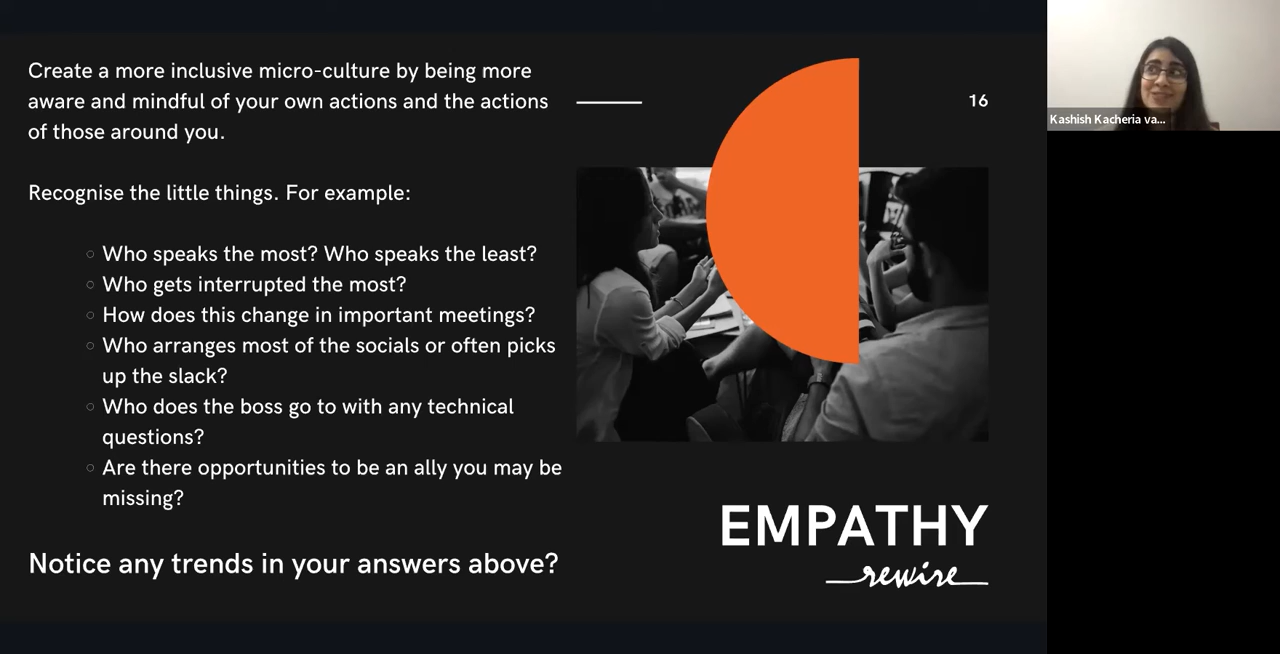 Create a more inclusive micro-culture by being more
aware and mindful of your own actions and the actions
of those around you.
Recognise the little things. For example:
Who speaks the most? Who speaks the least?
Who gets interrupted the most?
How does this change in important meetings?
Who arranges most of the socials or often picks
up the slack?
Who does the boss go to with any technical
questions?
Are there opportunities to be an ally you may be
missing?
Notice any trends in your answers above?
16
EMPATHY
rewire
Kashish Kacheria va...